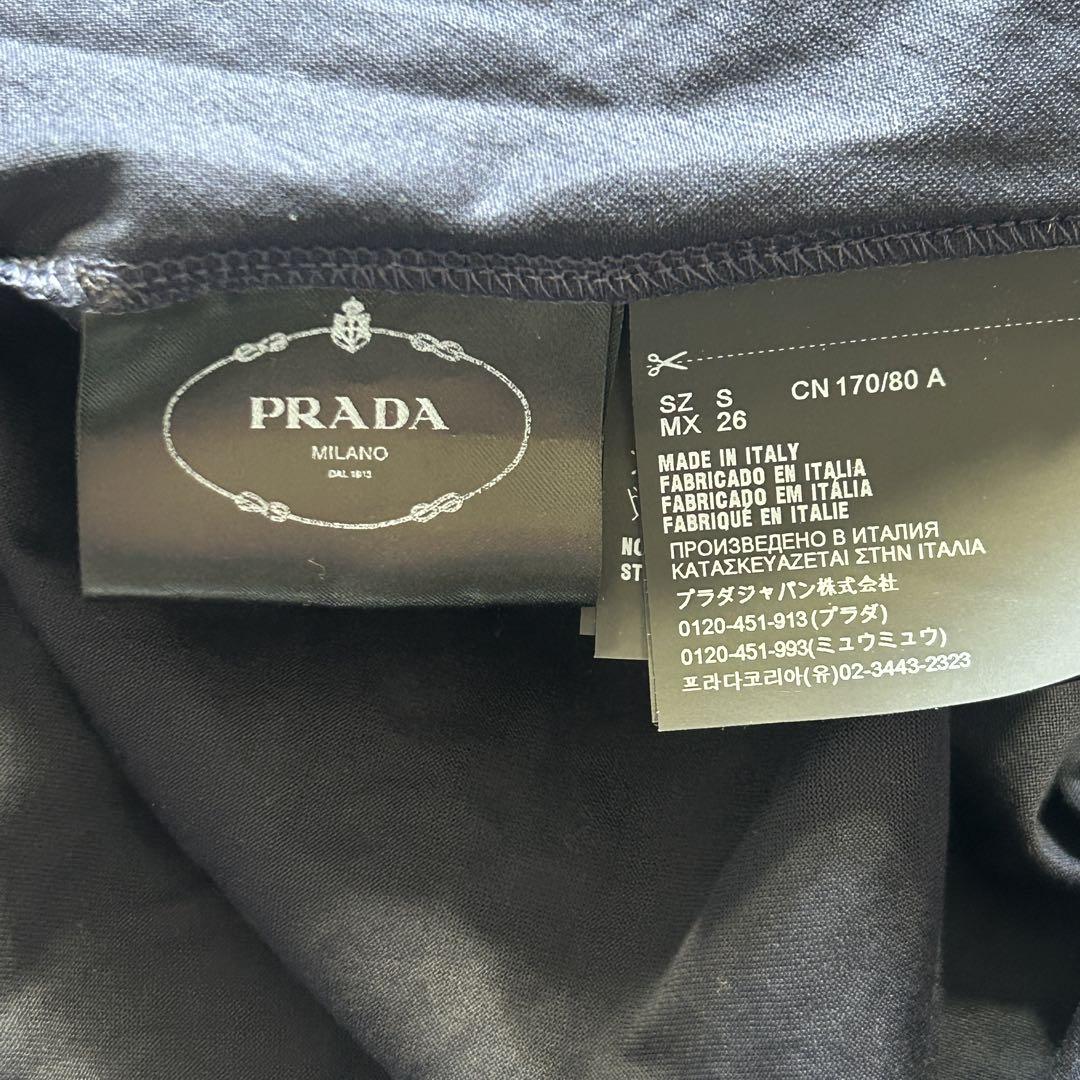 PRADA
MILANO
DAL 1913
SZ S CN 170/80 A
MX 26
MADE IN ITALY
FABRICADO EN ITALIA
FABRICADO EM ITÁLIA
FABRIQUÉ EN ITALIE
ПРОИЗВЕДЕНО В ИТАЛИЯ
ΚΑΤΑΣΚΕΥΑΖΕΤΑΙ ΣΤΗΝ ΙΤΑΛΙΑ
プラダジャパン株式会社
0120-451-913(プラダ)
0120-451-993(ミュウミュウ)
프라다코리아(유)02-3443-2323
NO
ST